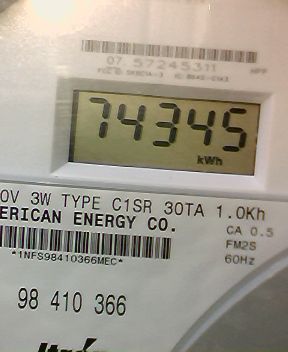 07 57245311
74345
kWh
0V 3W TYPE C1SR 30TA 1.0Kh
ERICAN ENERGY CO.
CA 0.5
FM2S
60Hz
*1NFS98410366MEC*
98 410 366
Itron